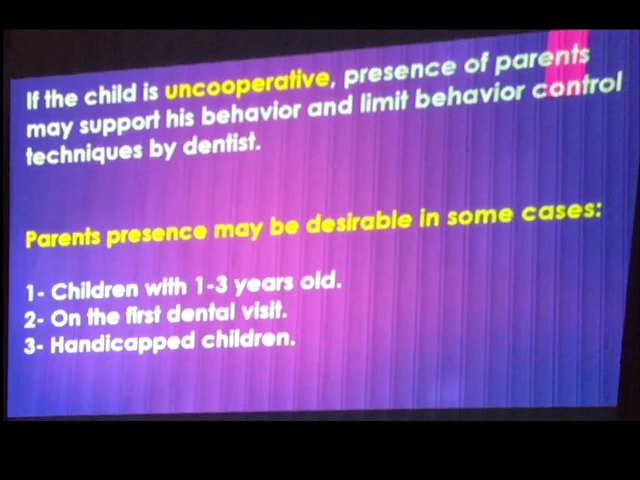 If the child is uncooperative, presence of parents
may support his behavior and limit behavior control
techniques by dentist.
Parents presence may be desirable in some cases:
1- Children with 1-3 years old.
2- On the first dental visit.
3- Handicapped children.